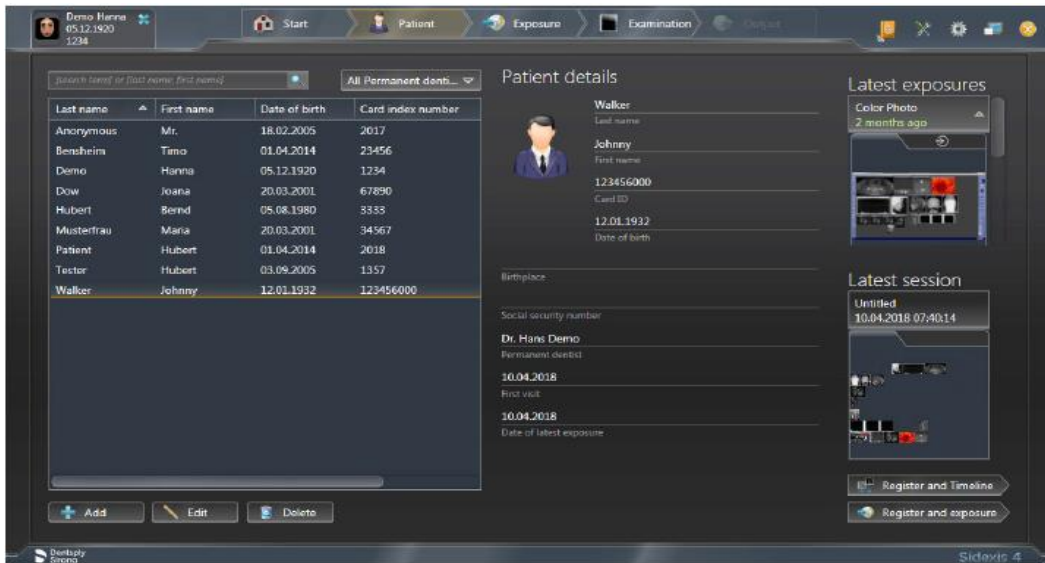 Demo Hanna
05.12.1920
1234
Start
Patient
Exposure
Examination
Output
[search term] or [last name; first name]
All Permanent denti...
Last name First name Date of birth Card index number
Anonymous Mr. 18.02.2005 2017
Bensheim Timo 01.04.2014 23456
Demo Hanna 05.12.1920 1234
Dow Joana 20.03.2001 67890
Hubert Bernd 05.08.1980 3333
Musterfrau Maria 20.03.2001 34567
Patient Hubert 01.04.2014 2018
Tester Hubert 03.09.2005 1357
Walker Johnny 12.01.1932 123456000
Add
Edit
Delete
Patient details
Walker
Last name
Johnny
First name
123456000
Card ID
12.01.1932
Date of birth
Birthplace
Social security number
Dr. Hans Demo
Permanent dentist
10.04.2018
First visit
10.04.2018
Date of latest exposure
Latest exposures
Color Photo
2 months ago
Latest session
Untitled
10.04.2018 07:40:14
Register and Timeline
Register and exposure
Dentsply
Sirona
Sidexis 4